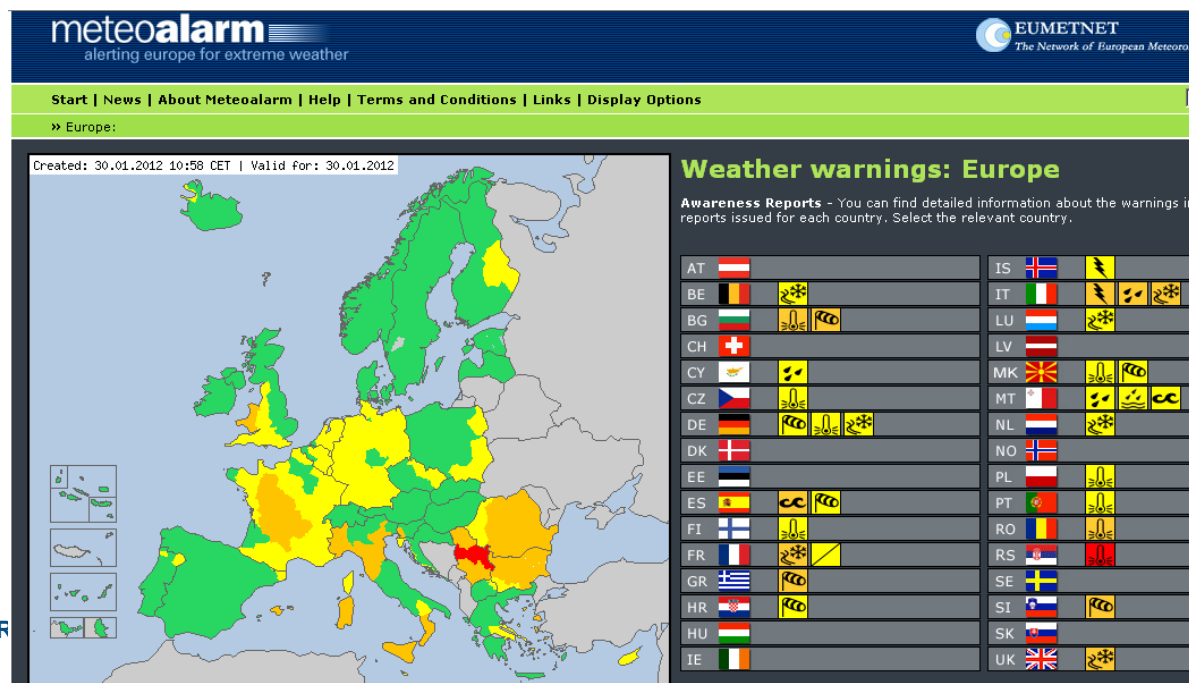 meteoalarm
alerting europe for extreme weather
EUMETNET
The Network of European
Start | News | About Meteoalarm | Help | Terms and Conditions | Links | Display Options
» Europe:
Created: 30.01.2012 10:58 CET | Valid for: 30.01.2012
Weather warnings: Europe
Awareness Reports - You can find detailed information about the warnings
reports issued for each country. Select the relevant country.
AT
BE
BG
CH
CY
CZ
DE
DK
EE
ES
FI
FR
GR
HR
HU
IE
IS
IT
LU
LV
MK
MT
NL
NO
PL
PT
RO
RS
SE
SI
SK
UK
R